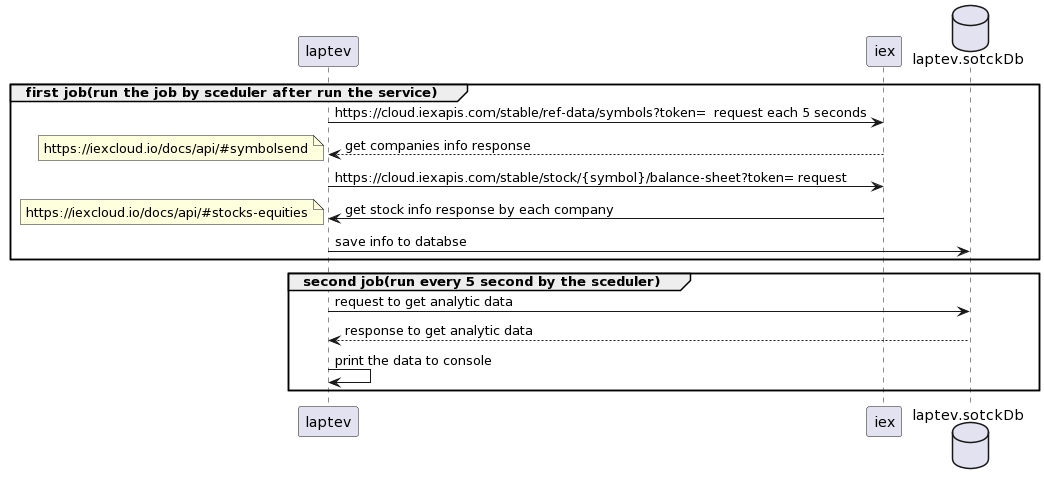 laptev
iex
laptev.sotckDb
first job(run the job by sceduler after run the service)
https://cloud.iexapis.com/stable/ref-data/symbols?token=  request each 5 seconds
https://iexcloud.io/docs/api/#symbolsend
get companies info response
https://cloud.iexapis.com/stable/stock/{symbol}/balance-sheet?token= request
https://iexcloud.io/docs/api/#stocks-equities
get stock info response by each company
save info to databse
second job(run every 5 second by the sceduler)
request to get analytic data
response to get analytic data
print the data to console
laptev
iex
laptev.sotckDb